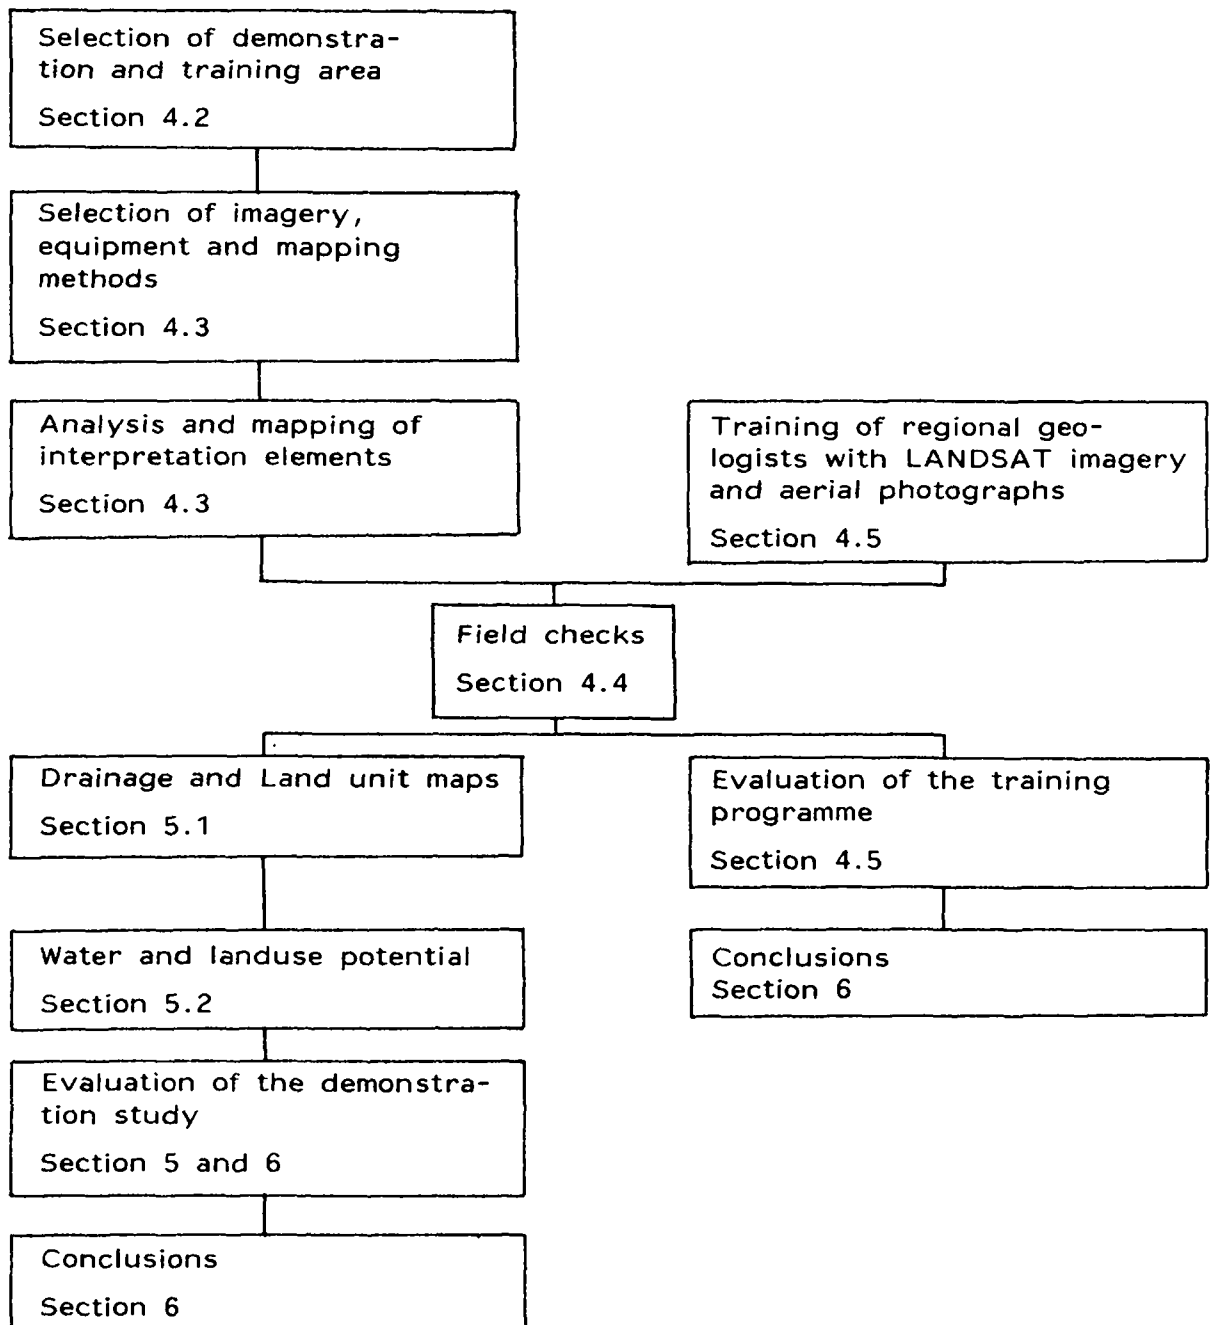 Selection of demonstra-
tion and training area
Section 4.2
Selection of imagery,
equipment and mapping
methods
Section 4.3
Analysis and mapping of
interpretation elements
Section 4.3
Training of regional geo-
logists with LANDSAT imagery
and aerial photographs
Section 4.5
Field checks
Section 4.4
Drainage and Land unit maps
Section 5.1
Evaluation of the training
programme
Section 4.5
Water and landuse potential
Section 5.2
Conclusions
Section 6
Evaluation of the demonstra-
tion study
Section 5 and 6
Conclusions
Section 6